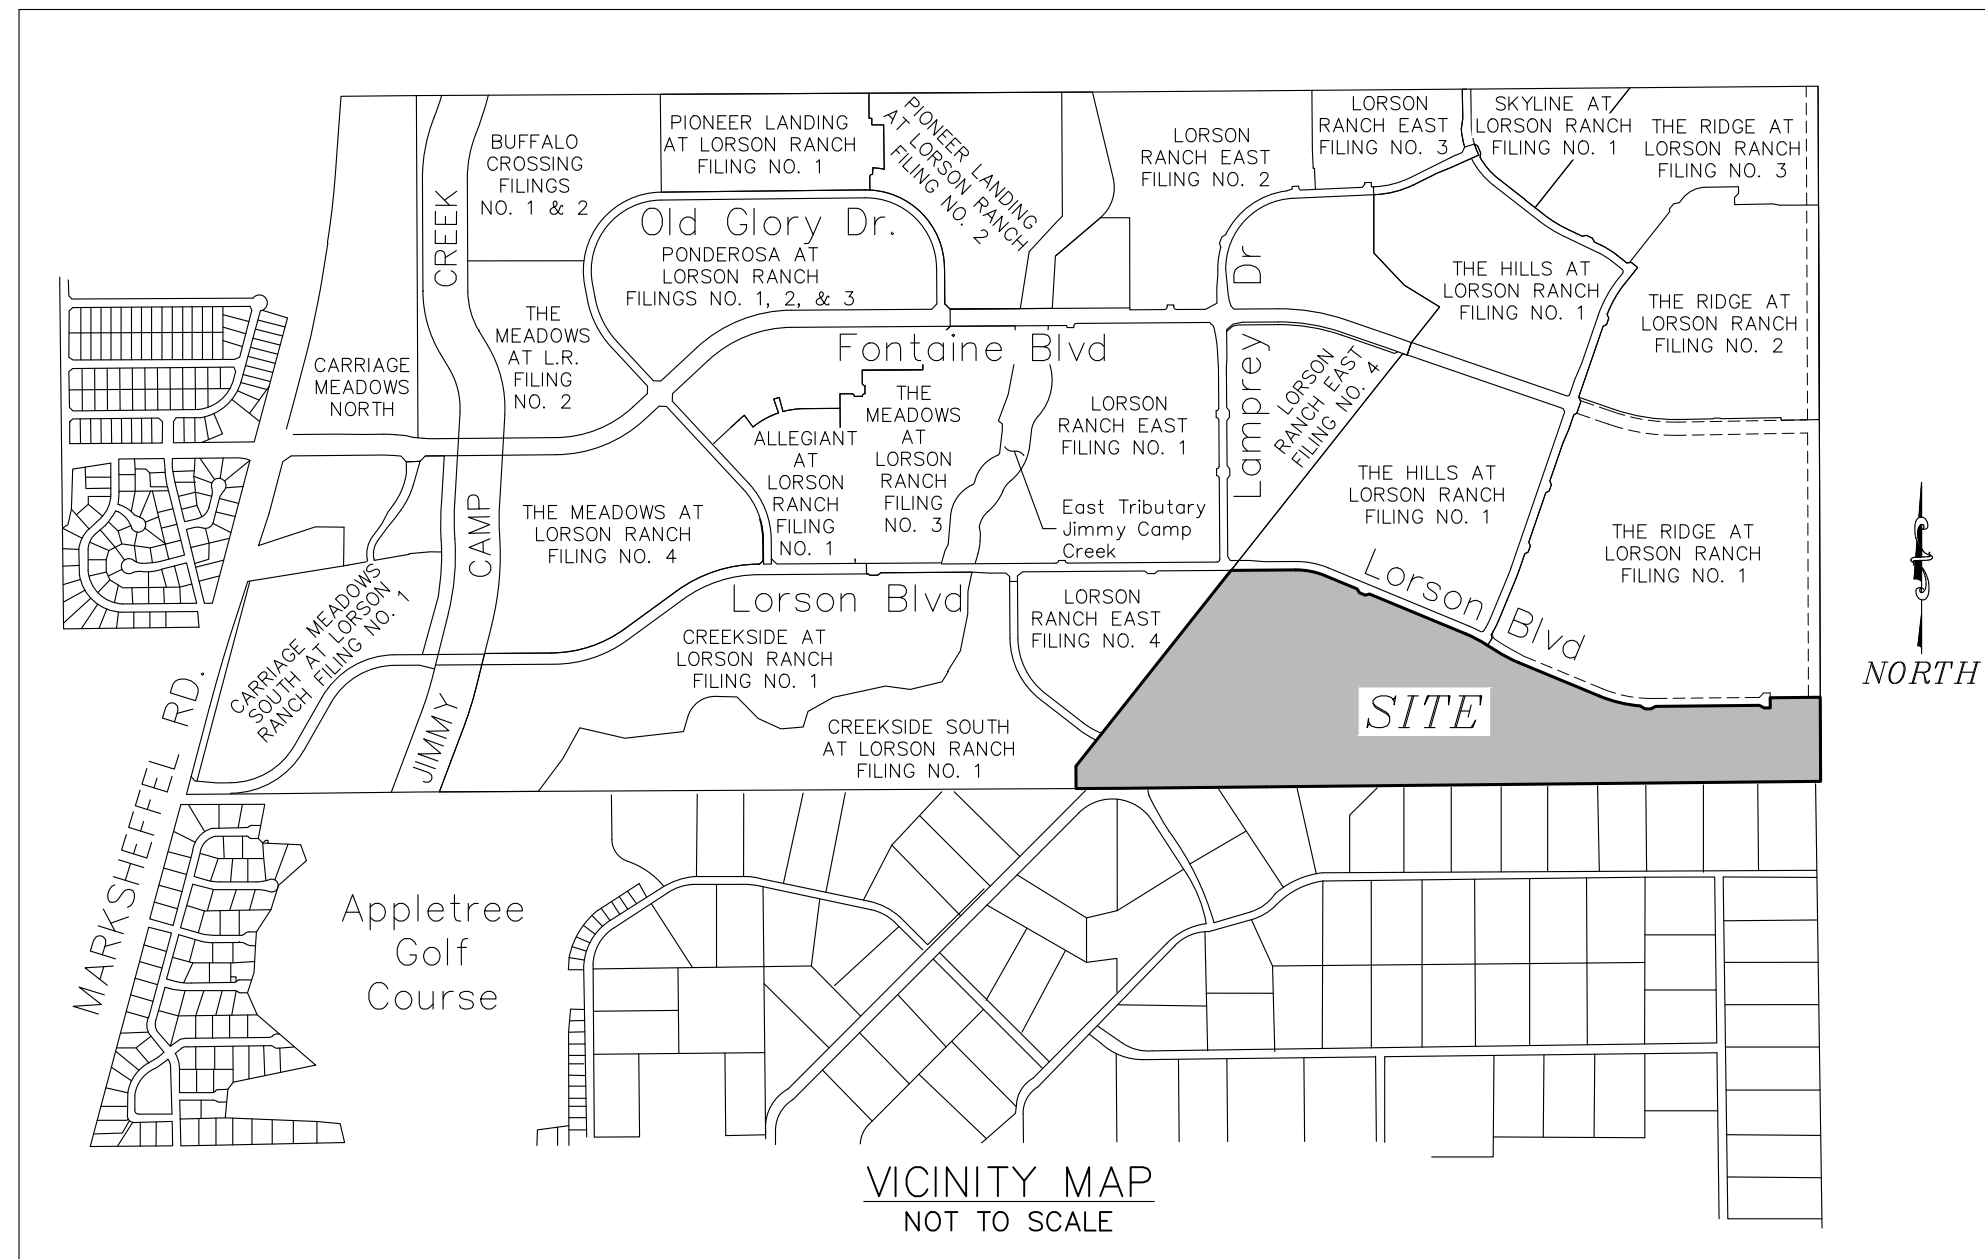 LORSON
RANCH EAST
FILING NO. 3
SKYLINE AT
LORSON RANCH
FILING NO. 1
THE RIDGE AT
LORSON RANCH
FILING NO. 3
PIONEER LANDING
AT LORSON RANCH
FILING NO. 1
PIONEER LANDING
AT LORSON RANCH
FILING NO. 2
LORSON
RANCH EAST
FILING NO. 2
BUFFALO
CROSSING
FILINGS
NO. 1 & 2
Old Glory Dr.
PONDEROSA AT
LORSON RANCH
FILINGS NO. 1, 2, & 3
JIMMY CAMP CREEK
THE
MEADOWS
AT L.R.
FILING
NO. 2
CARRIAGE
MEADOWS
NORTH
Fontaine Blvd
Lamprey Dr
THE HILLS AT
LORSON RANCH
FILING NO. 1
THE RIDGE AT
LORSON RANCH
FILING NO. 2
LORSON
RANCH EAST
FILING NO. 4
THE
MEADOWS
AT
LORSON
RANCH
FILING
NO. 3
ALLEGIANT
AT
LORSON
RANCH
FILING
NO. 1
LORSON
RANCH EAST
FILING NO. 1
THE HILLS AT
LORSON RANCH
FILING NO. 1
East Tributary
Jimmy Camp
Creek
THE MEADOWS AT
LORSON RANCH
FILING NO. 4
THE RIDGE AT
LORSON RANCH
FILING NO. 1
CARRIAGE MEADOWS
SOUTH AT LORSON
RANCH FILING NO. 1
Lorson Blvd
Lorson Blvd
LORSON
RANCH EAST
FILING NO. 4
CREEKSIDE AT
LORSON RANCH
FILING NO. 1
CREEKSIDE SOUTH
AT LORSON RANCH
FILING NO. 1
SITE
NORTH
MARKSHEFFEL RD.
Appletree
Golf
Course
VICINITY MAP
NOT TO SCALE